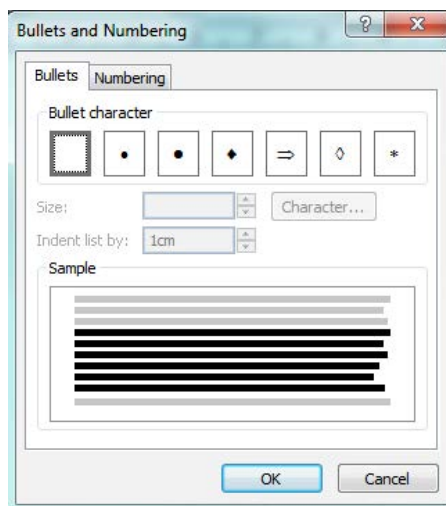 Bullets and Numbering
Bullets Numbering
Bullet character
Size: Character...
Indent list by: 1cm
Sample
OK Cancel